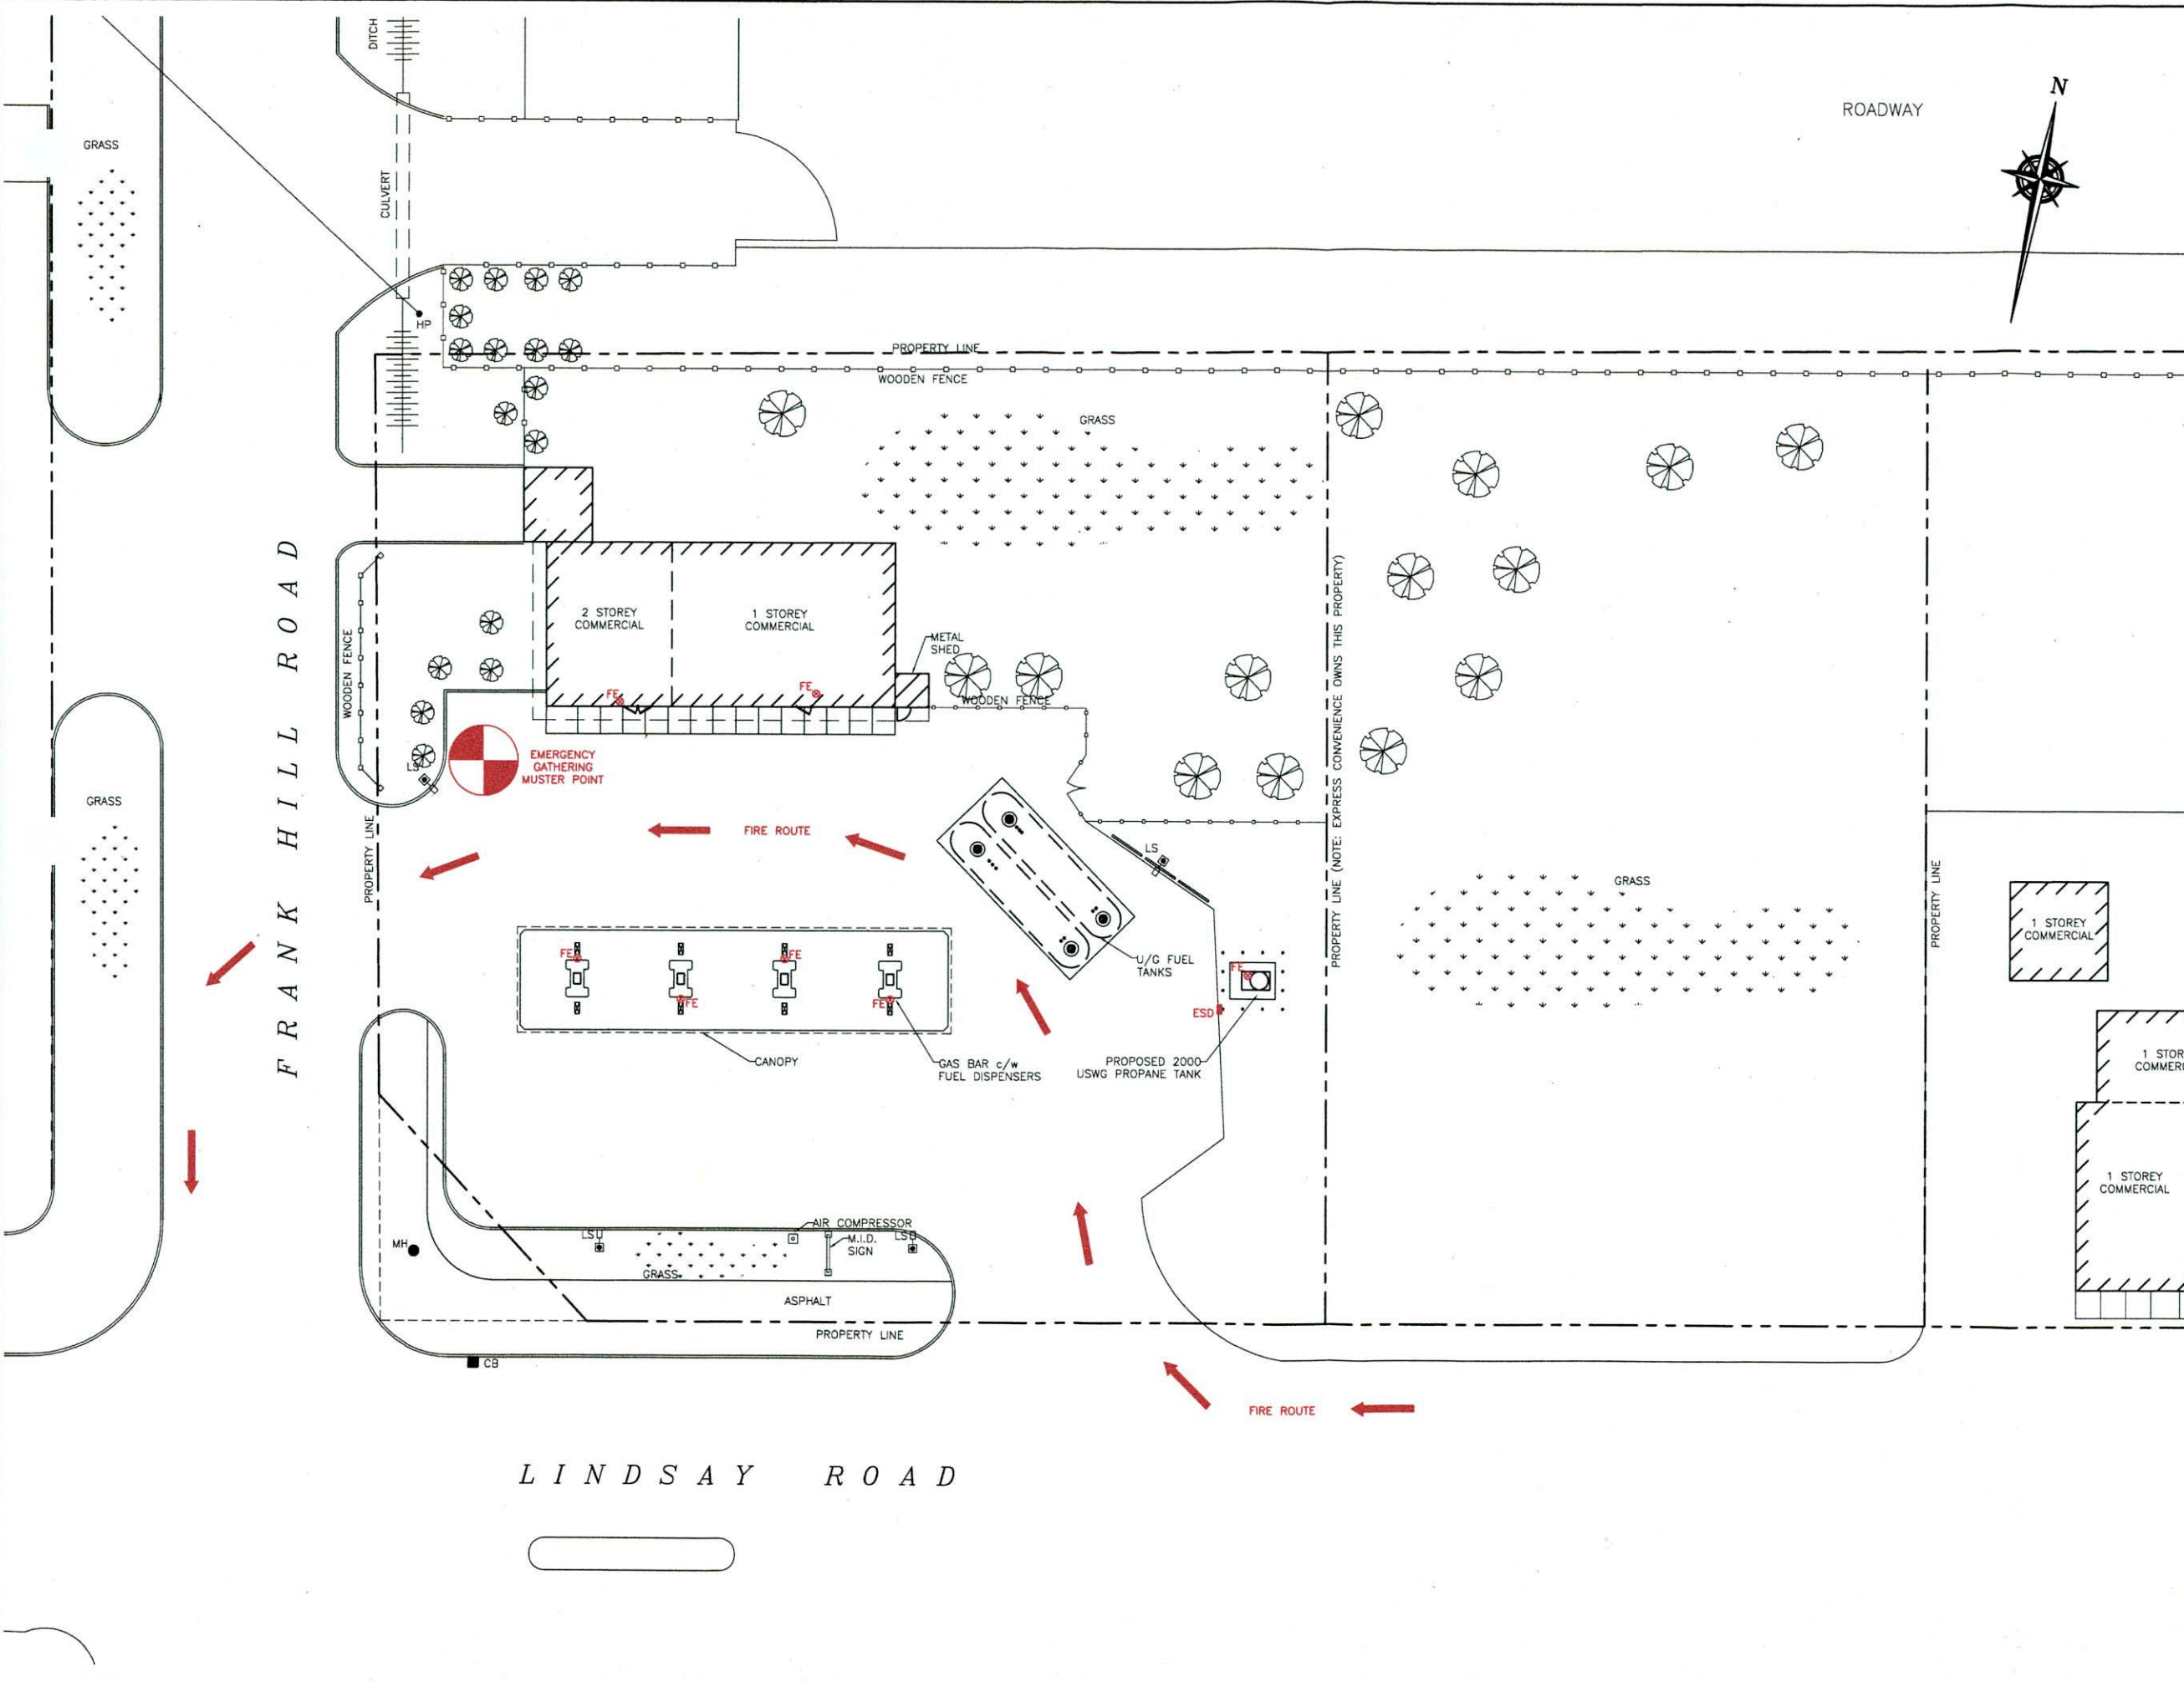 DITCH
ROADWAY
N
GRASS
CULVERT
HP
PROPERTY LINE
WOODEN FENCE
GRASS
FRANK HILL ROAD
2 STOREY
COMMERCIAL
1 STOREY
COMMERCIAL
METAL
SHED
WOODEN FENCE
WOODEN FENCE
FE
FE
PROPERTY LINE (NOTE: EXPRESS CONVENIENCE OWNS THIS PROPERTY)
EMERGENCY
GATHERING
MUSTER POINT
LS
GRASS
FIRE ROUTE
PROPERTY LINE
LS
GRASS
PROPERTY LINE
1 STOREY
COMMERCIAL
FE
FE
FE
FE
U/G FUEL
TANKS
FE
ESD
CANOPY
GAS BAR c/w
FUEL DISPENSERS
PROPOSED 2000
USWG PROPANE TANK
1 STOR
COMMERC
1 STOREY
COMMERCIAL
AIR COMPRESSOR
LS
M.I.D.
SIGN
LS
MH
GRASS
ASPHALT
PROPERTY LINE
CB
FIRE ROUTE
LINDSAY ROAD